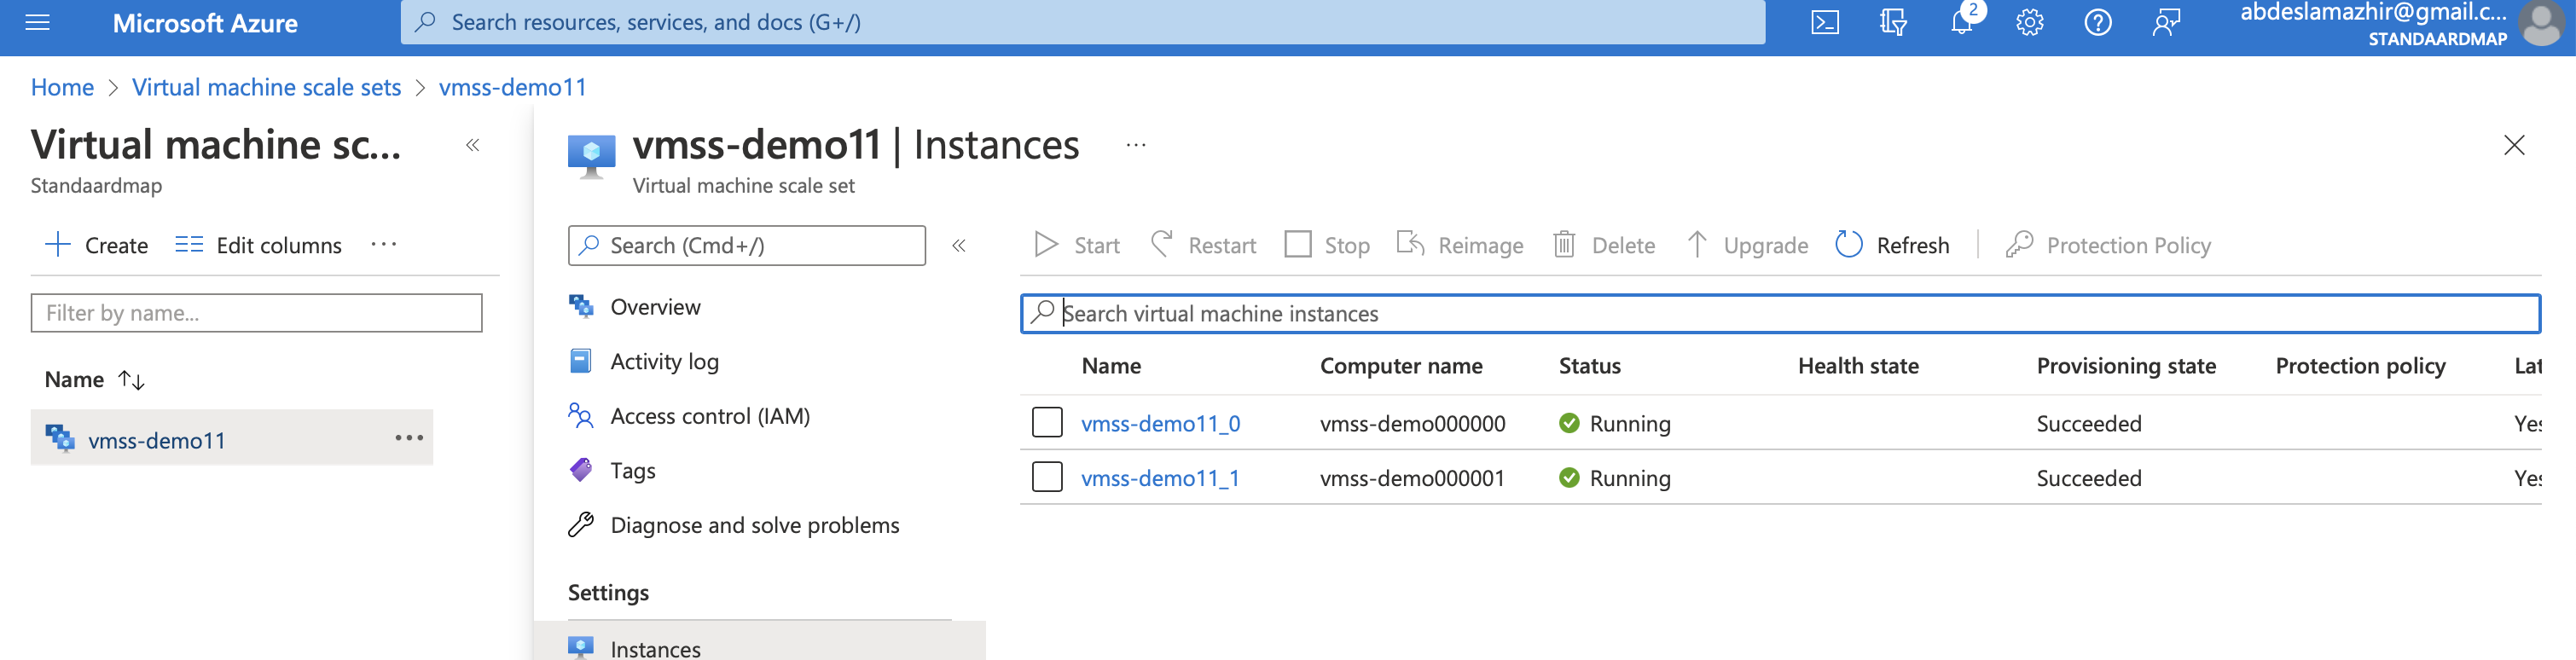 Microsoft Azure
Search resources, services, and docs (G+/)
2
abdeslamazhir@gmail.c...
STANDAARDMAP
Home > Virtual machine scale sets > vmss-demo11
Virtual machine sc...
Standaardmap
Create Edit columns ...
Filter by name...
Name
vmss-demo11 ...
vmss-demo11 | Instances ...
Virtual machine scale set
Search (Cmd+/)
Overview
Activity log
Access control (IAM)
Tags
Diagnose and solve problems
Settings
Instances
Start Restart Stop Reimage Delete Upgrade Refresh Protection Policy
Search virtual machine instances
Name Computer name Status Health state Provisioning state Protection policy
vmss-demo11_0 vmss-demo000000 Running Succeeded
vmss-demo11_1 vmss-demo000001 Running Succeeded